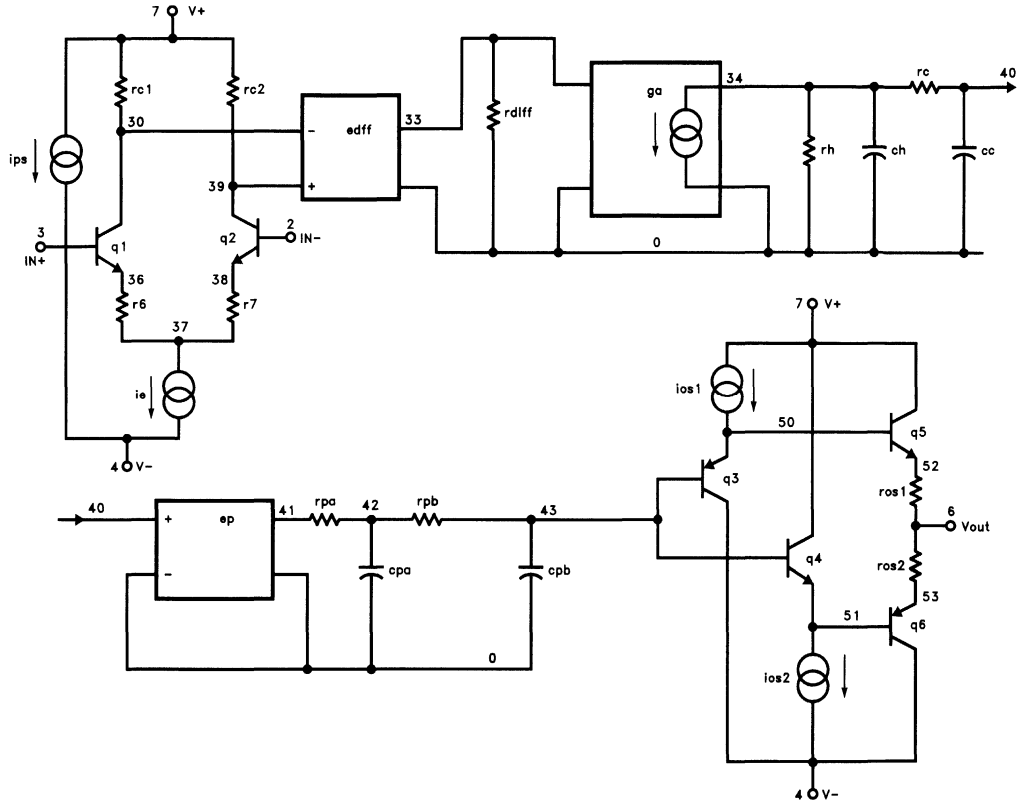 7 V+
rc1
rc2
30
ips
edff
-
+
33
39
3
IN+
q1
q2
2
IN-
36
38
r6
r7
37
ie
4 V-
rdiff
ga
34
rc
40
rh
ch
cc
0
40
+
-
ep
41
rpa
42
rpb
43
cpa
cpb
0
7 V+
ios1
50
q5
q3
52
ros1
6
Vout
q4
ros2
53
51
q6
ios2
4 V-